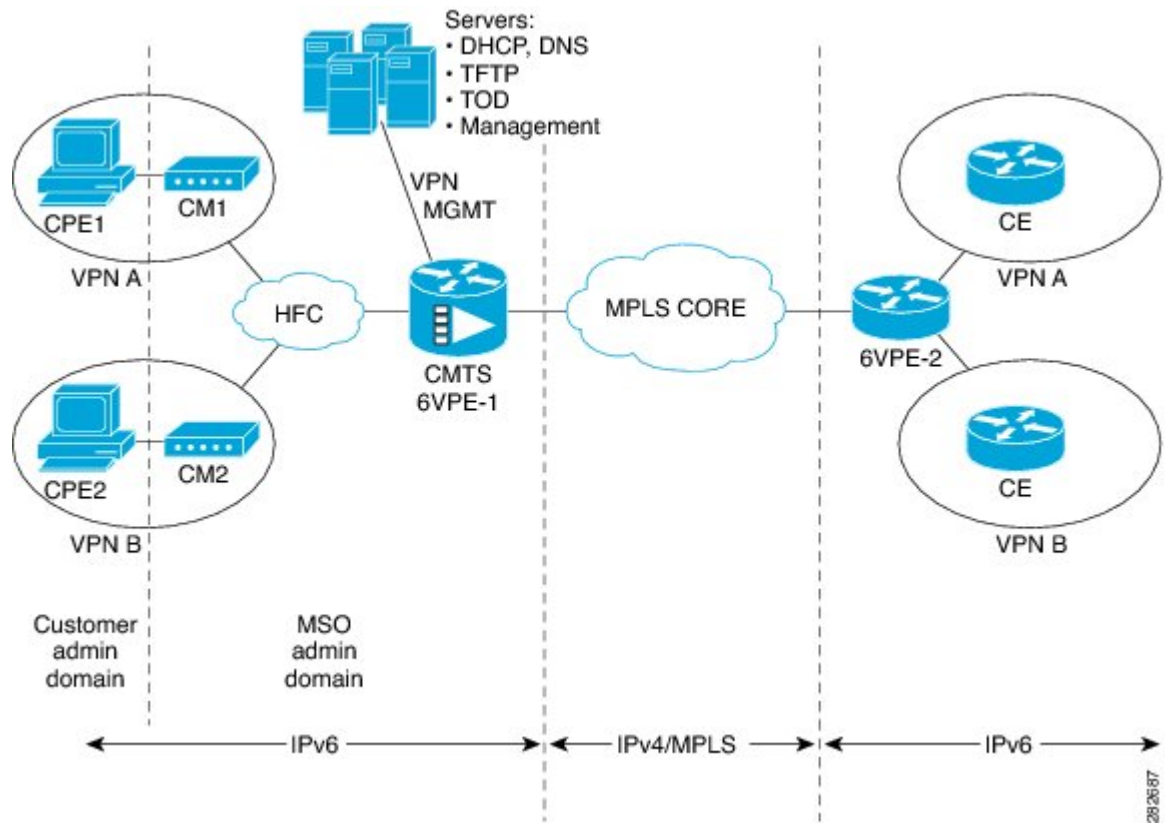 Servers:
• DHCP, DNS
• TFTP
• TOD
• Management
VPN
MGMT
CPE1
CM1
VPN A
HFC
CMTS
6VPE-1
MPLS CORE
6VPE-2
CE
VPN A
CPE2
CM2
VPN B
CE
VPN B
Customer
admin
domain
MSO
admin
domain
IPv6
IPv4/MPLS
IPv6
282687